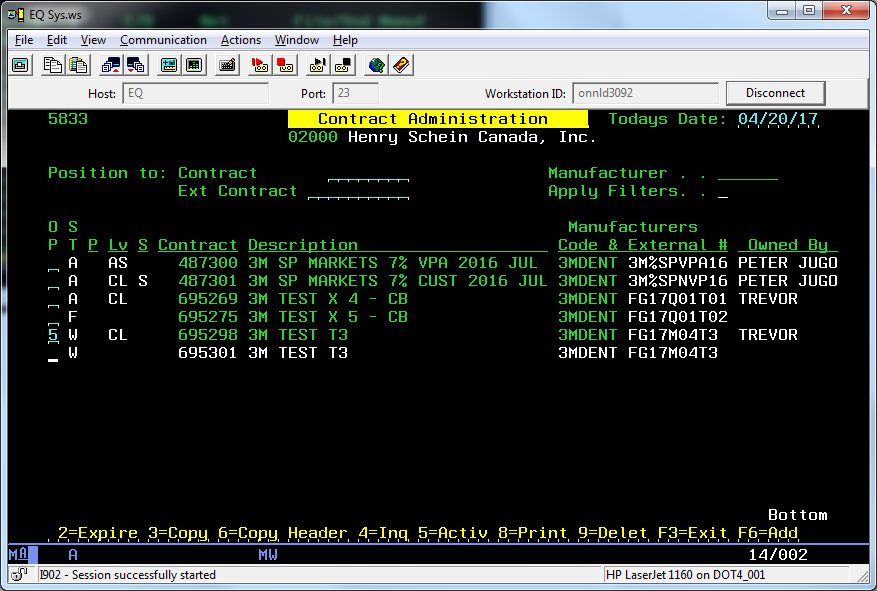 EQ Sys.ws
File Edit View Communication Actions Window Help
Host: EQ Port: 23 Workstation ID: onnld3092 Disconnect
5833 Contract Administration Todays Date: 04/20/17
02000 Henry Schein Canada, Inc.
Position to: Contract Manufacturer . .
Ext Contract Apply Filters. .
O S Manufacturers
P T P Lv S Contract Description Code & External # Owned By
A AS 487300 3M SP MARKETS 7% VPA 2016 JUL 3MDENT 3M%SPVPA16 PETER JUGO
A CL S 487301 3M SP MARKETS 7% CUST 2016 JUL 3MDENT 3M%SPNVP16 PETER JUGO
A CL 695269 3M TEST X 4 - CB 3MDENT FG17Q01T01 TREVOR
F 695275 3M TEST X 5 - CB 3MDENT FG17Q01T02
5 W CL 695298 3M TEST T3 3MDENT FG17M04T3 TREVOR
W 695301 3M TEST T3 3MDENT FG17M04T3
Bottom
2=Expire 3=Copy 6=Copy Header 4=Inq 5=Activ 8=Print 9=Delet F3=Exit F6=Add
MA A MW 14/002
I902 - Session successfully started HP LaserJet 1160 on DOT4_001